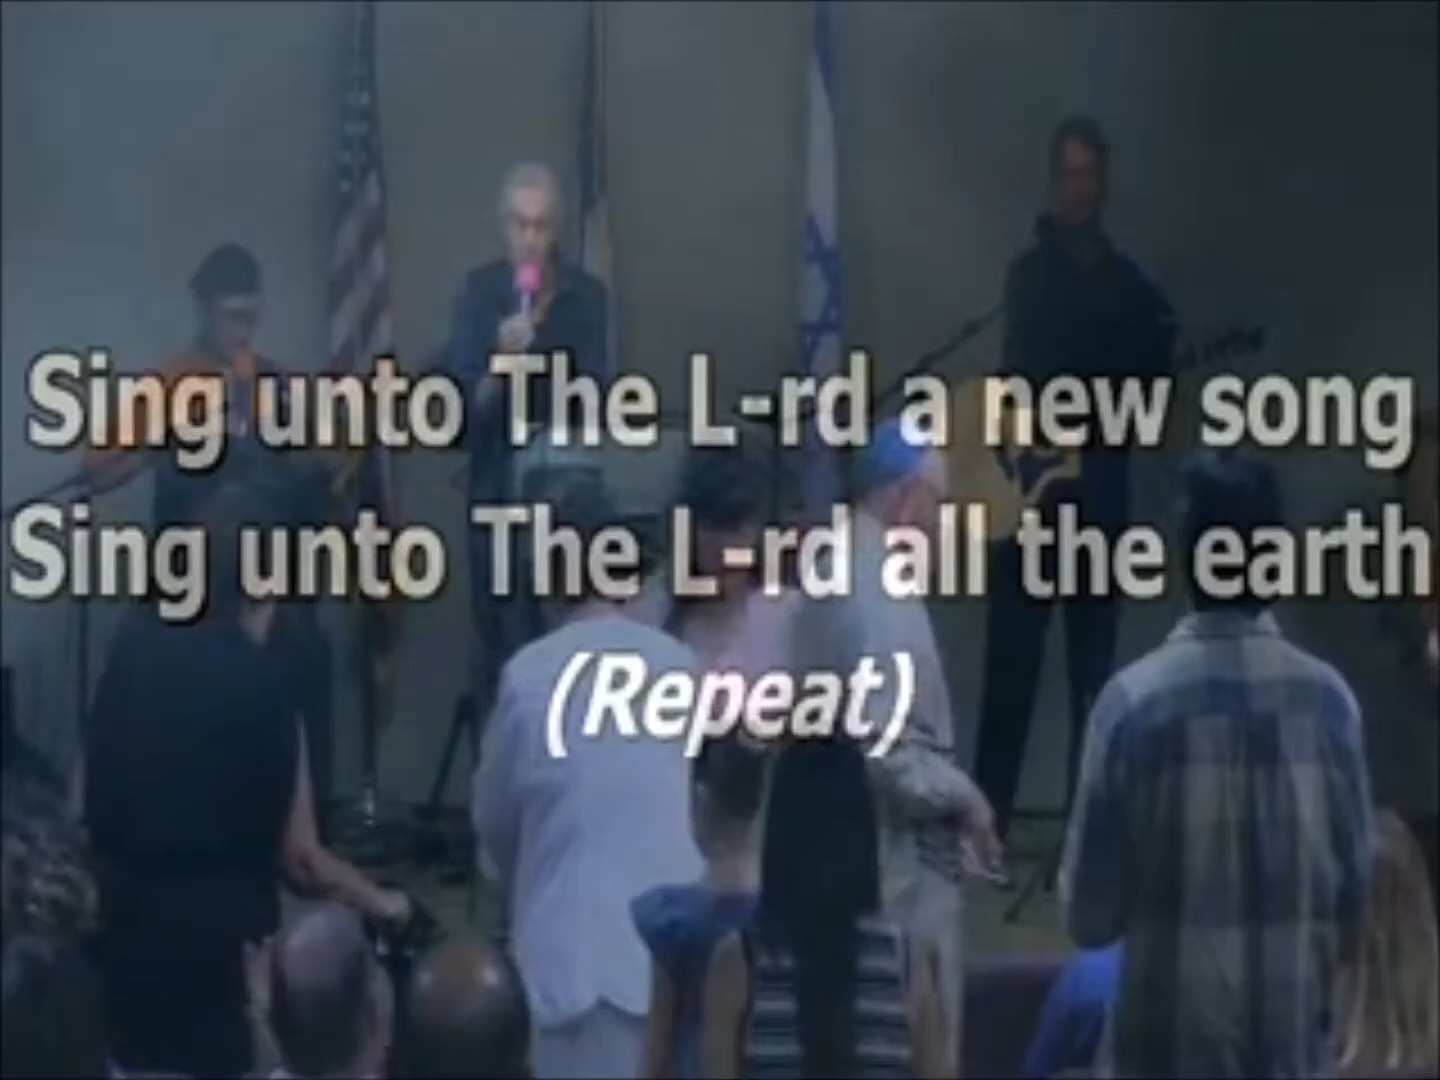 Sing unto The L-rd a new song
Sing unto The L-rd all the earth
(Repeat)